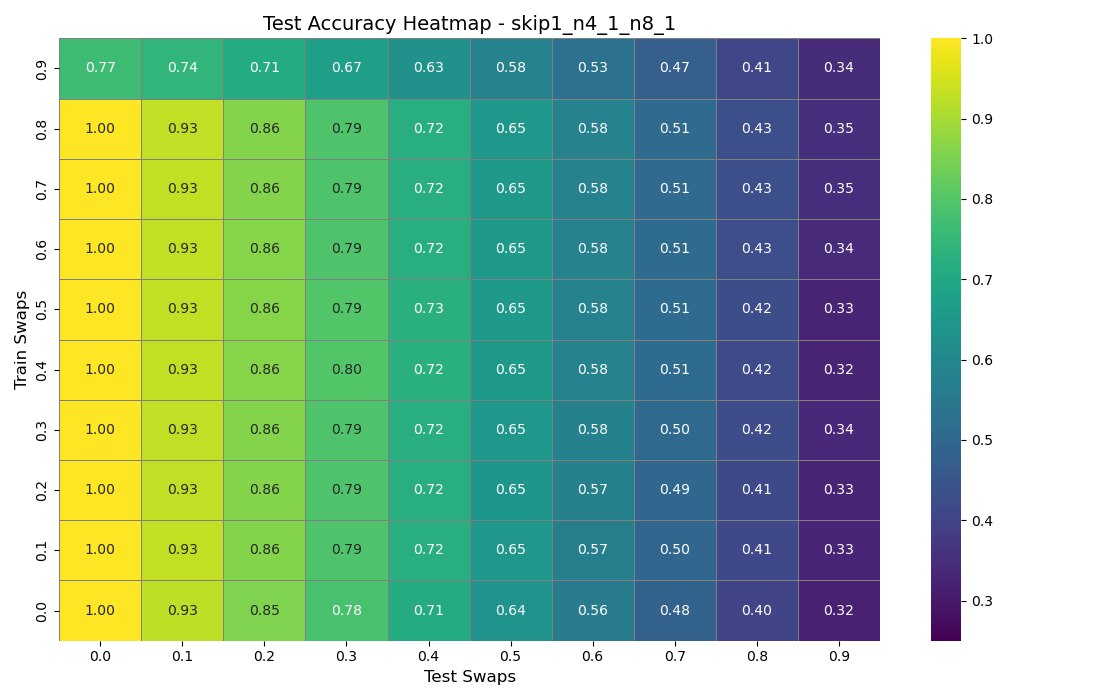 Test Accuracy Heatmap - skip1_n4_1_n8_1
Train Swaps
0.9 0.77 0.74 0.71 0.67 0.63 0.58 0.53 0.47 0.41 0.34
0.8 1.00 0.93 0.86 0.79 0.72 0.65 0.58 0.51 0.43 0.35
0.7 1.00 0.93 0.86 0.79 0.72 0.65 0.58 0.51 0.43 0.35
0.6 1.00 0.93 0.86 0.79 0.72 0.65 0.58 0.51 0.43 0.34
0.5 1.00 0.93 0.86 0.79 0.73 0.65 0.58 0.51 0.42 0.33
0.4 1.00 0.93 0.86 0.80 0.72 0.65 0.58 0.51 0.42 0.32
0.3 1.00 0.93 0.86 0.79 0.72 0.65 0.58 0.50 0.42 0.34
0.2 1.00 0.93 0.86 0.79 0.72 0.65 0.57 0.49 0.41 0.33
0.1 1.00 0.93 0.86 0.79 0.72 0.65 0.57 0.50 0.41 0.33
0.0 1.00 0.93 0.85 0.78 0.71 0.64 0.56 0.48 0.40 0.32
0.0 0.1 0.2 0.3 0.4 0.5 0.6 0.7 0.8 0.9
Test Swaps
1.0
0.9
0.8
0.7
0.6
0.5
0.4
0.3